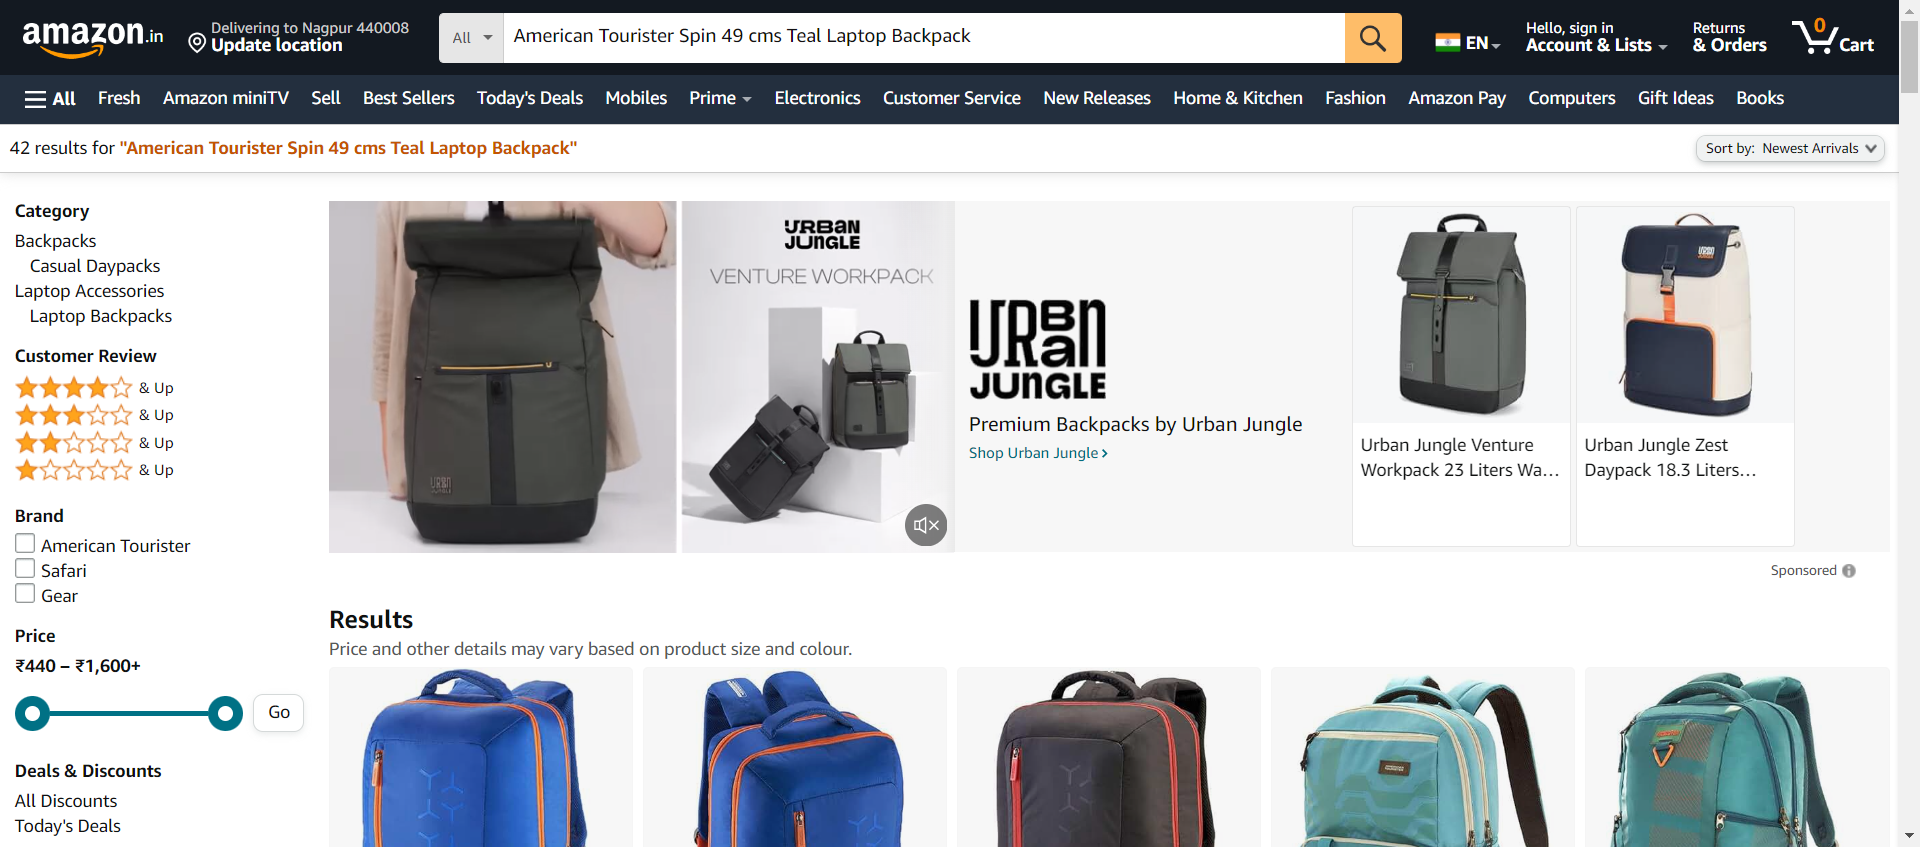 amazon.in
Delivering to Nagpur 440008
Update location
All
American Tourister Spin 49 cms Teal Laptop Backpack
EN
Hello, sign in
Account & Lists
Returns
& Orders
0
Cart
All
Fresh
Amazon miniTV
Sell
Best Sellers
Today's Deals
Mobiles
Prime
Electronics
Customer Service
New Releases
Home & Kitchen
Fashion
Amazon Pay
Computers
Gift Ideas
Books
42 results for "American Tourister Spin 49 cms Teal Laptop Backpack"
Sort by: Newest Arrivals
Category
Backpacks
Casual Daypacks
Laptop Accessories
Laptop Backpacks
Customer Review
& Up
& Up
& Up
& Up
Brand
American Tourister
Safari
Gear
Price
₹440 – ₹1,600+
Go
Deals & Discounts
All Discounts
Today's Deals
URBAN
JUNGLE
URBAN
JUNGLE
VENTURE WORKPACK
URBAN
JUNGLE
Premium Backpacks by Urban Jungle
Shop Urban Jungle
Urban Jungle Venture
Workpack 23 Liters Wa...
URBAN
JUNGLE
Urban Jungle Zest
Daypack 18.3 Liters...
Sponsored
Results
Price and other details may vary based on product size and colour.